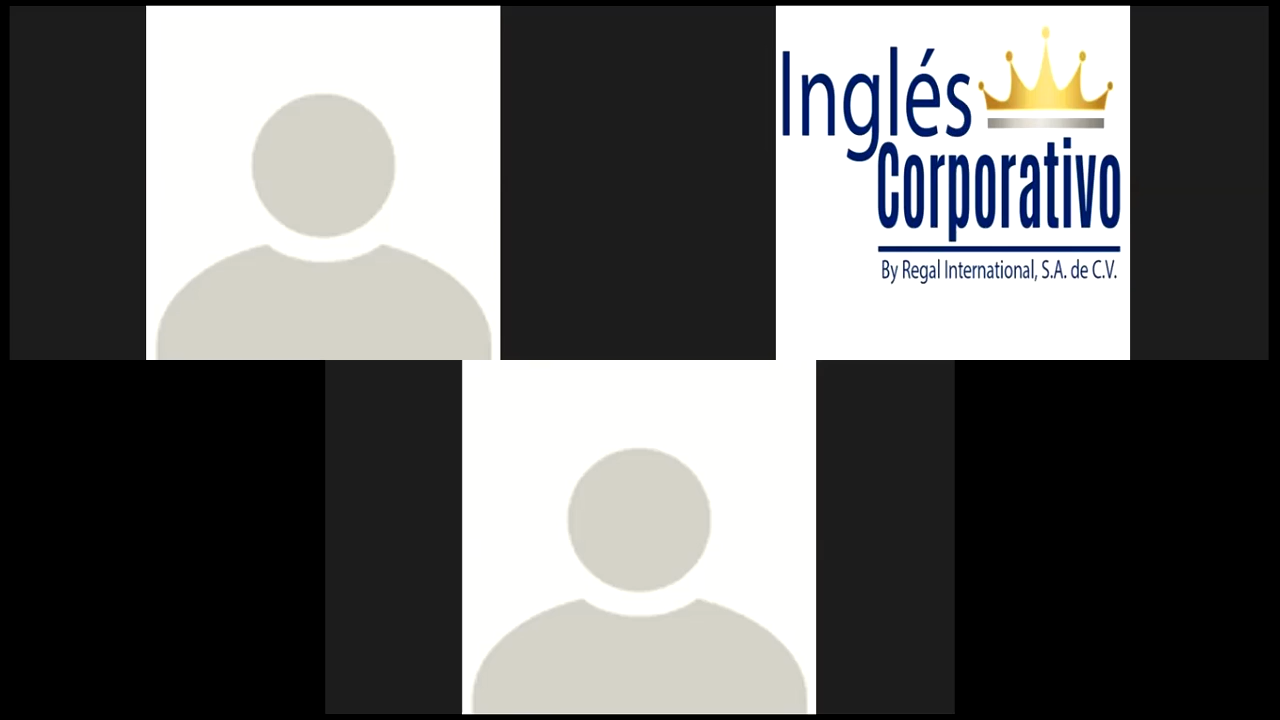 Inglés
Corporativo
By Regal International, S.A. de C.V.